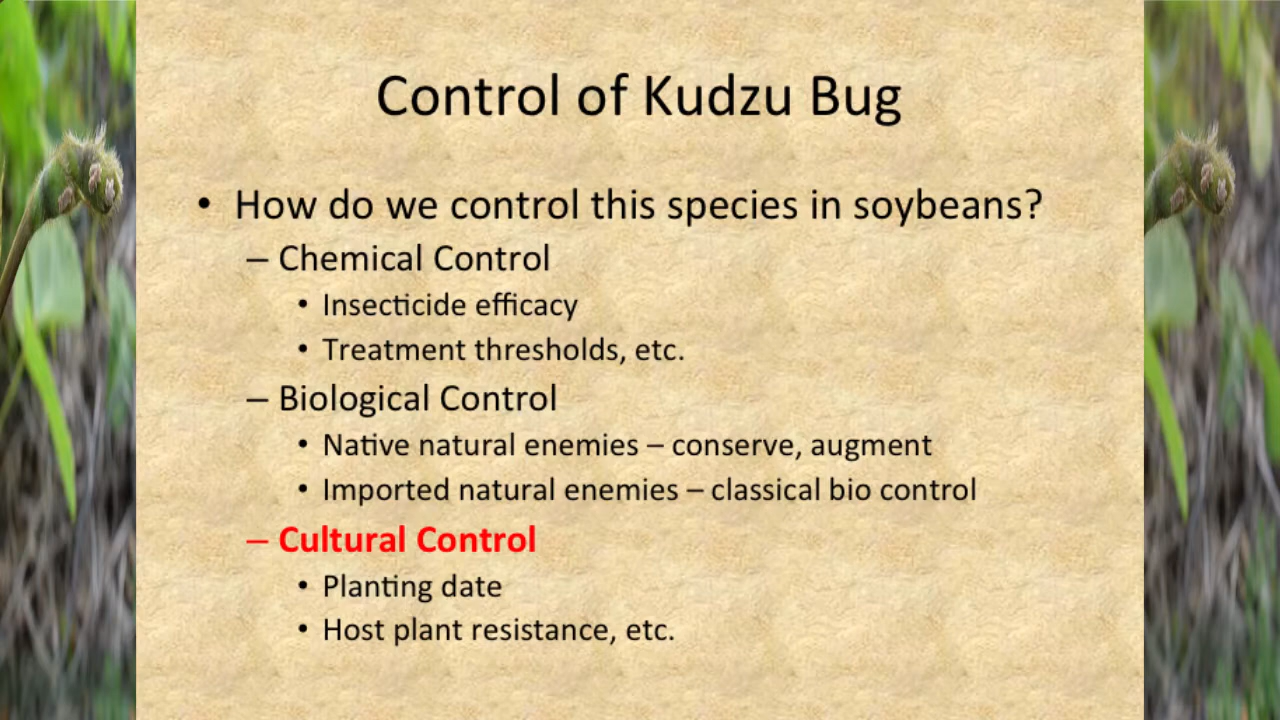 Control of Kudzu Bug
• How do we control this species in soybeans?
– Chemical Control
• Insecticide efficacy
• Treatment thresholds, etc.
– Biological Control
• Native natural enemies – conserve, augment
• Imported natural enemies – classical bio control
– Cultural Control
• Planting date
• Host plant resistance, etc.